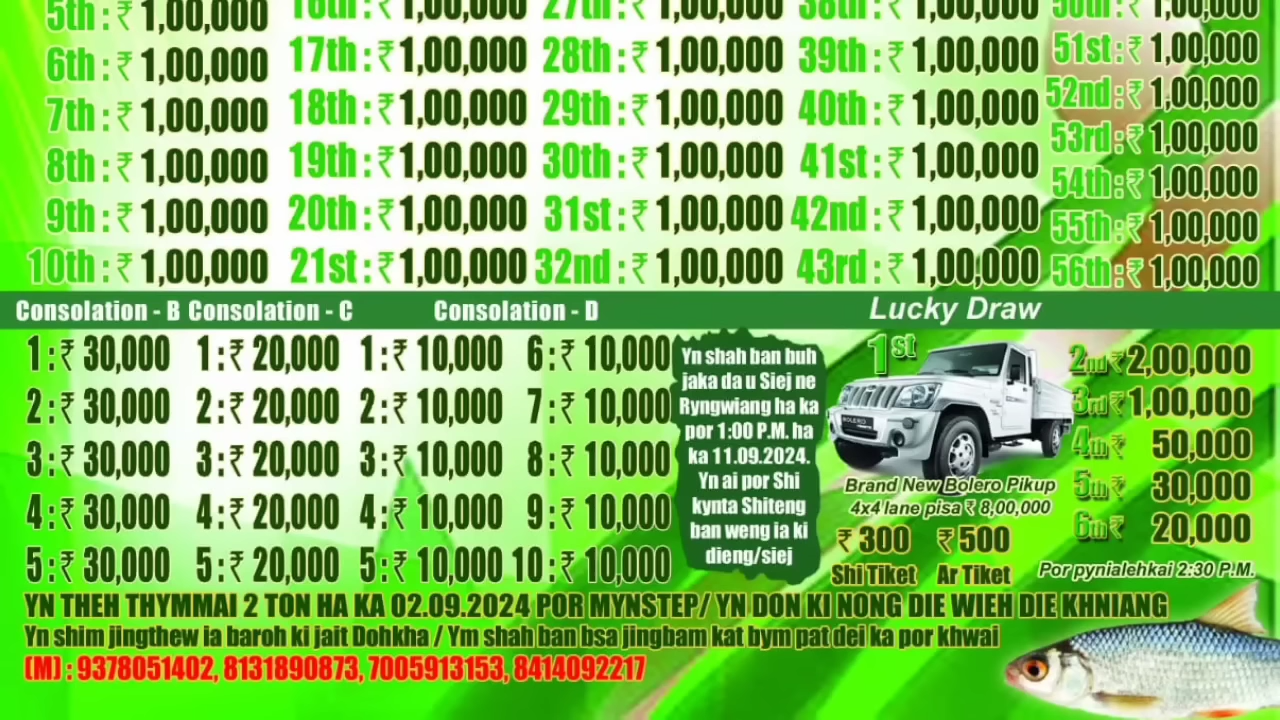 5th : ₹ 1,00,000 16th : ₹ 1,00,000 27th : ₹ 1,00,000 38th : ₹ 1,00,000 50th : ₹ 1,00,000
6th : ₹ 1,00,000 17th : ₹ 1,00,000 28th : ₹ 1,00,000 39th : ₹ 1,00,000 51st : ₹ 1,00,000
7th : ₹ 1,00,000 18th : ₹ 1,00,000 29th : ₹ 1,00,000 40th : ₹ 1,00,000 52nd : ₹ 1,00,000
8th : ₹ 1,00,000 19th : ₹ 1,00,000 30th : ₹ 1,00,000 41st : ₹ 1,00,000 53rd : ₹ 1,00,000
9th : ₹ 1,00,000 20th : ₹ 1,00,000 31st : ₹ 1,00,000 42nd : ₹ 1,00,000 54th : ₹ 1,00,000
10th : ₹ 1,00,000 21st : ₹ 1,00,000 32nd : ₹ 1,00,000 43rd : ₹ 1,00,000 55th : ₹ 1,00,000
56th : ₹ 1,00,000
Consolation - B Consolation - C Consolation - D Lucky Draw
1 : ₹ 30,000 1 : ₹ 20,000 1 : ₹ 10,000 6 : ₹ 10,000
2 : ₹ 30,000 2 : ₹ 20,000 2 : ₹ 10,000 7 : ₹ 10,000
3 : ₹ 30,000 3 : ₹ 20,000 3 : ₹ 10,000 8 : ₹ 10,000
4 : ₹ 30,000 4 : ₹ 20,000 4 : ₹ 10,000 9 : ₹ 10,000
5 : ₹ 30,000 5 : ₹ 20,000 5 : ₹ 10,000 10 : ₹ 10,000
Yn shah ban buh
jaka da u Siej ne
Ryngwiang ha ka
por 1:00 P.M. ha
ka 11.09.2024.
Yn ai por Shi
kynta Shiteng
ban weng ia ki
dieng/siej
1st
BOLERO
Brand New Bolero Pikup
4x4 lane pisa ₹ 8,00,000
₹ 300 ₹ 500
Shi Tiket Ar Tiket
2nd ₹ 2,00,000
3rd ₹ 1,00,000
4th ₹ 50,000
5th ₹ 30,000
6th ₹ 20,000
Por pynialehkai 2:30 P.M.
YN THEH THYMMAI 2 TON HA KA 02.09.2024 POR MYNSTEP/ YN DON KI NONG DIE WIEH DIE KHNIANG
Yn shim jingthew ia baroh ki jait Dohkha / Ym shah ban bsa jingbam kat bym pat dei ka por khwai
(M) : 9378051402, 8131890873, 7005913153, 8414092217